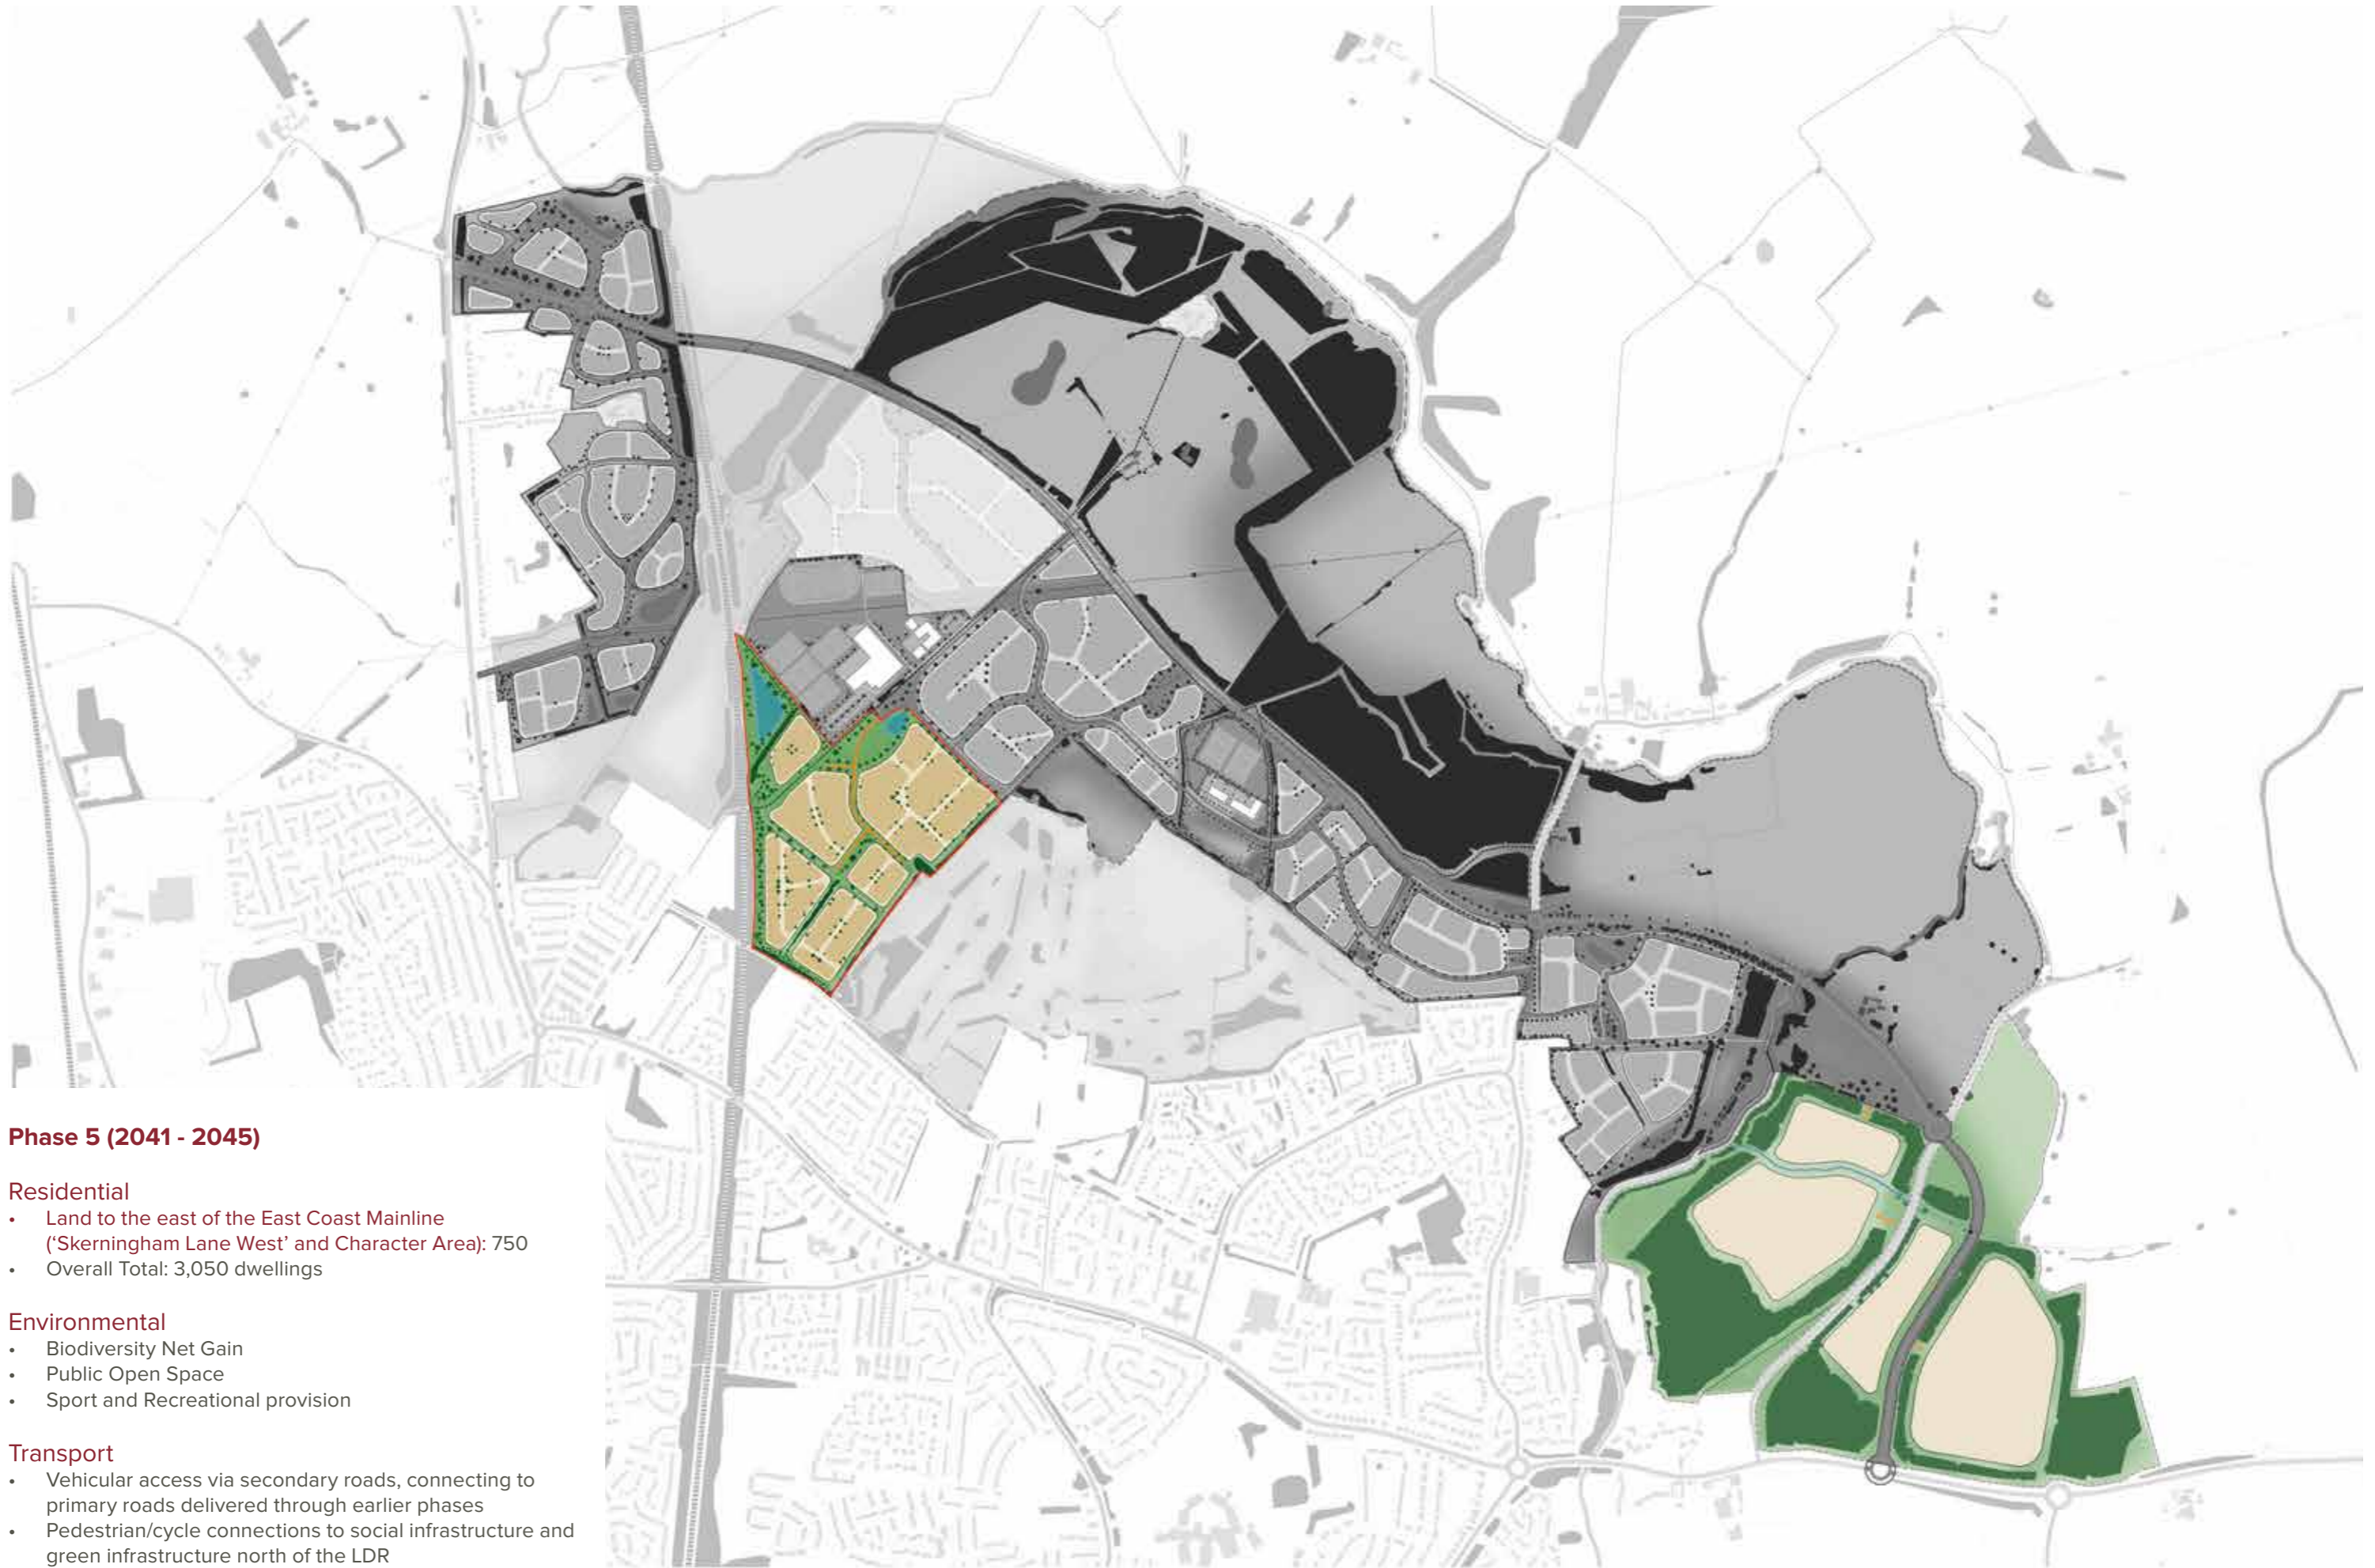 Phase 5 (2041 - 2045)
Residential
• Land to the east of the East Coast Mainline
(‘Skerningham Lane West’ and Character Area): 750
• Overall Total: 3,050 dwellings
Environmental
• Biodiversity Net Gain
• Public Open Space
• Sport and Recreational provision
Transport
• Vehicular access via secondary roads, connecting to
primary roads delivered through earlier phases
• Pedestrian/cycle connections to social infrastructure and
green infrastructure north of the LDR